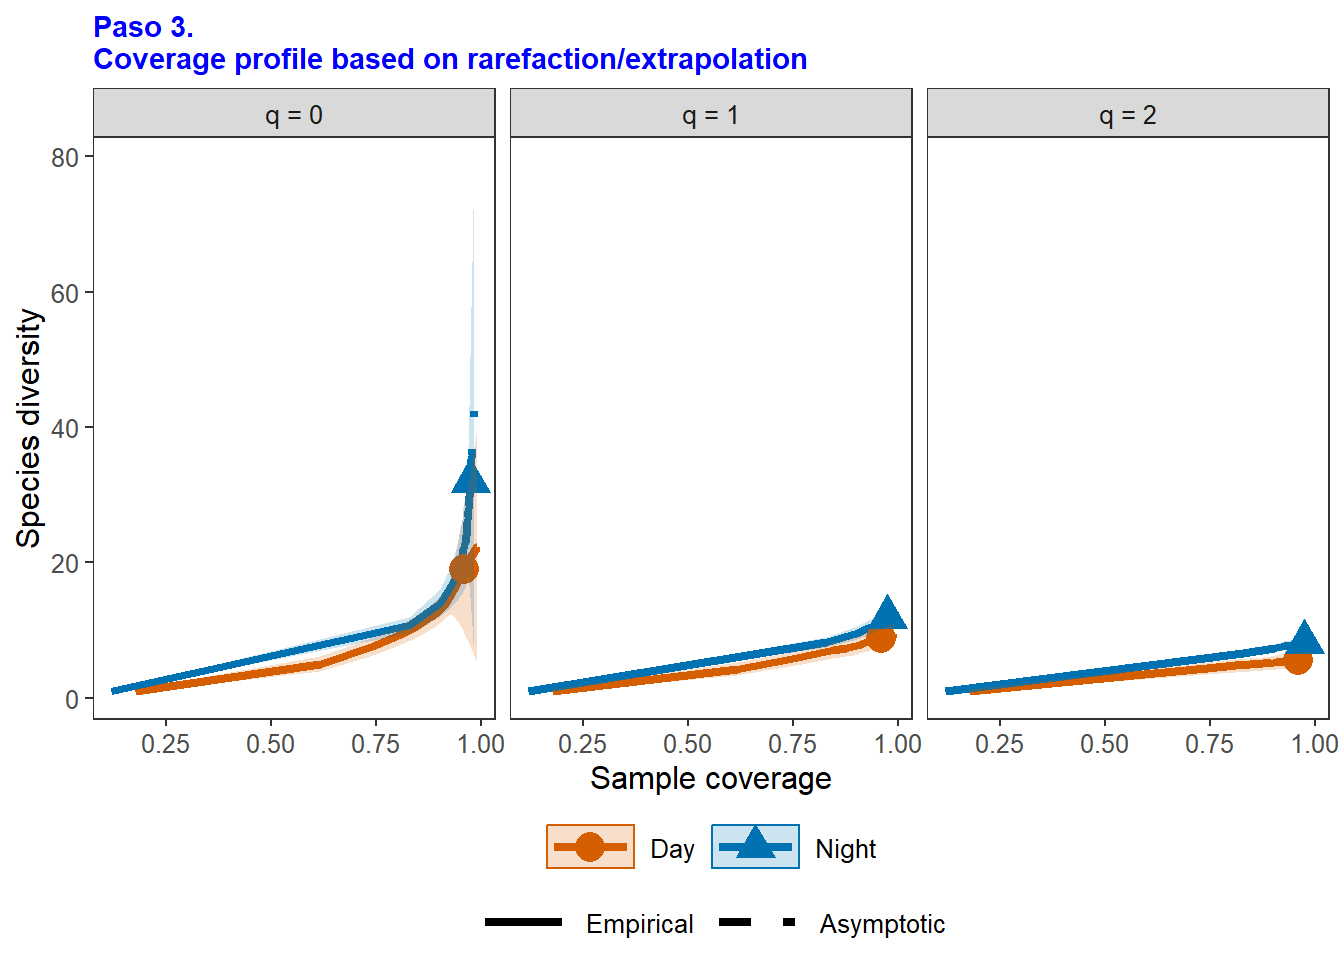 Paso 3.
Coverage profile based on rarefaction/extrapolation
q = 0
q = 1
q = 2
Species diversity
80
60
40
20
0
0.25 0.50 0.75 1.00
0.25 0.50 0.75 1.00
0.25 0.50 0.75 1.00
Sample coverage
Day Night
Empirical Asymptotic